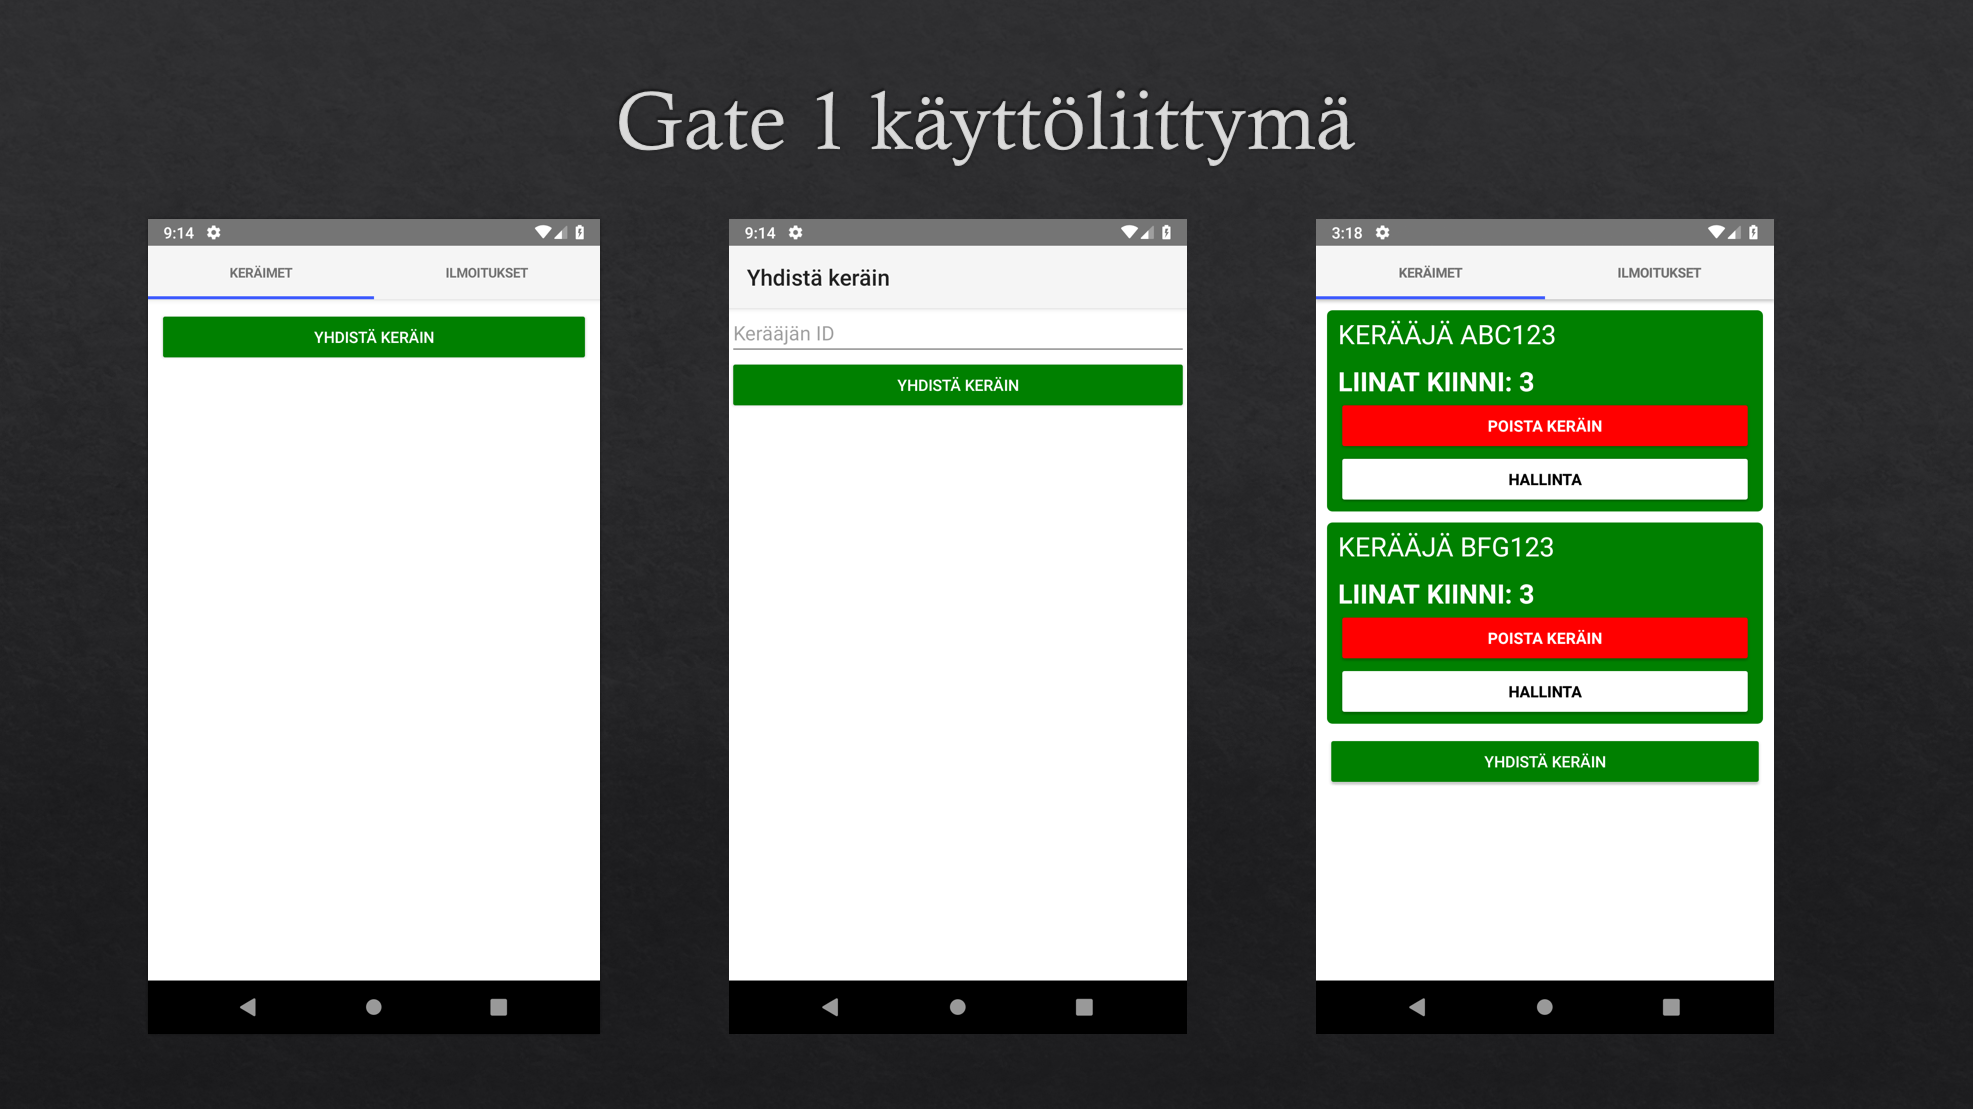 Gate 1 käyttöliittymä
9:14
KERÄIMET ILMOITUKSET
YHDISTÄ KERÄIN
9:14
Yhdistä keräin
Kerääjän ID
YHDISTÄ KERÄIN
3:18
KERÄIMET ILMOITUKSET
KERÄÄJÄ ABC123
LIINAT KIINNI: 3
POISTA KERÄIN
HALLINTA
KERÄÄJÄ BFG123
LIINAT KIINNI: 3
POISTA KERÄIN
HALLINTA
YHDISTÄ KERÄIN